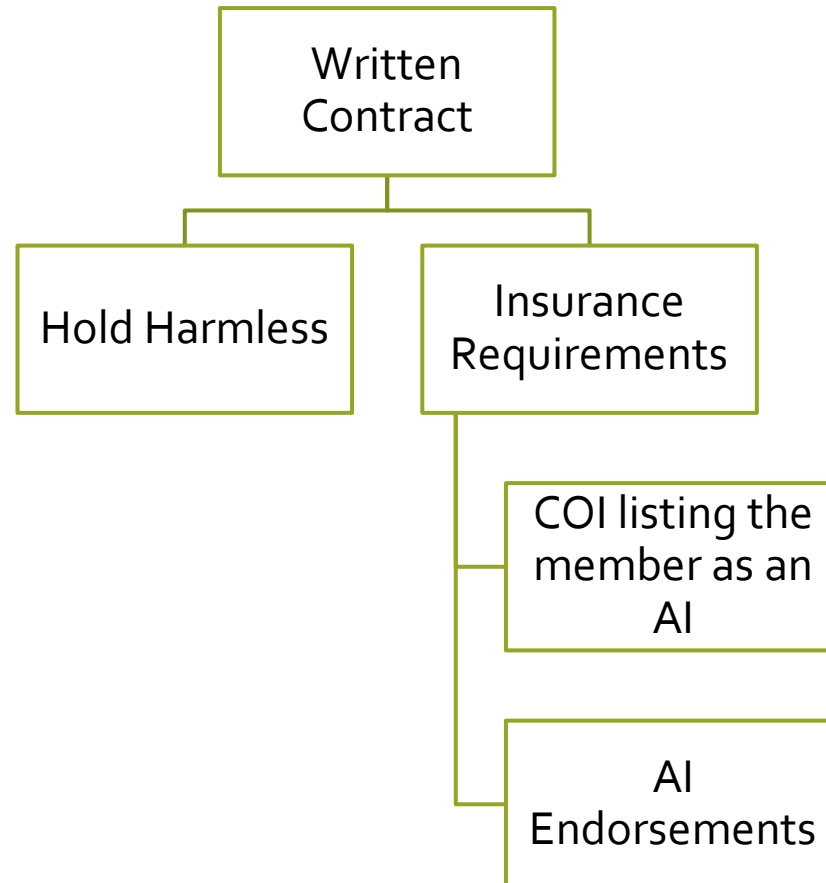 Written
Contract
Hold Harmless
Insurance
Requirements
COI listing the
member as an
AI
AI
Endorsements